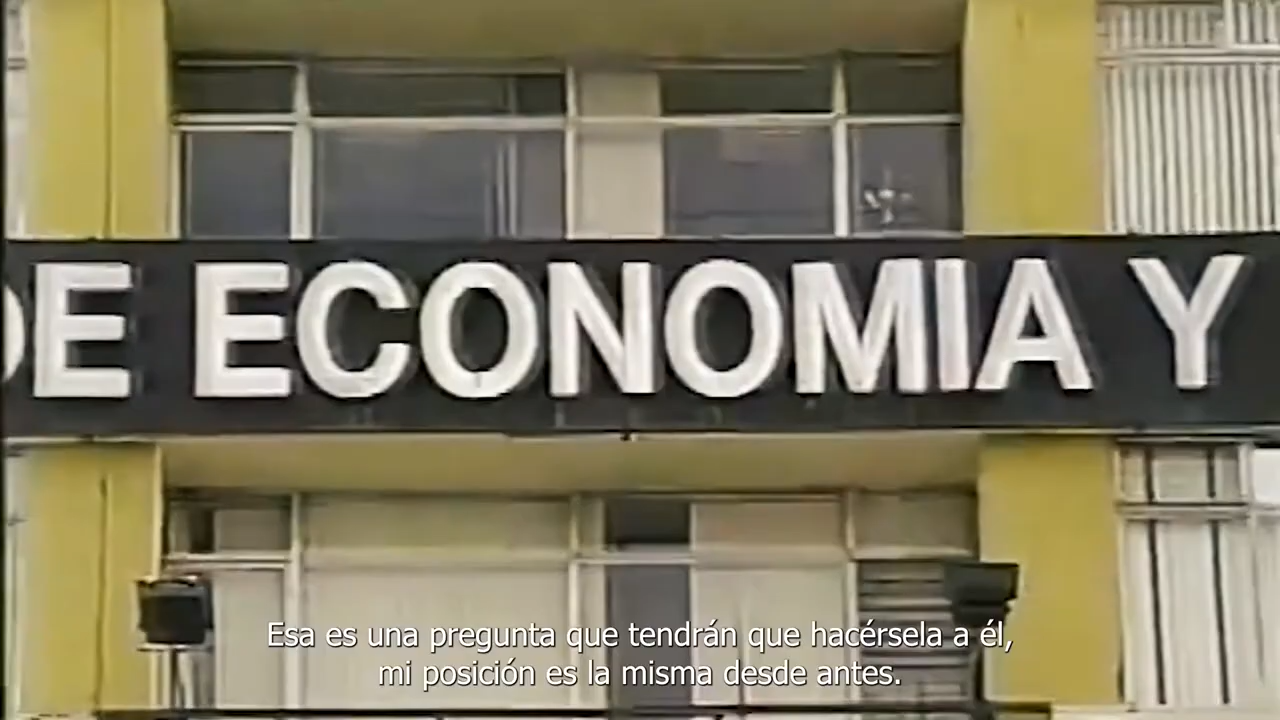 DE ECONOMIA Y
Esa es una pregunta que tendrán que hacérsela a él,
mi posición es la misma desde antes.